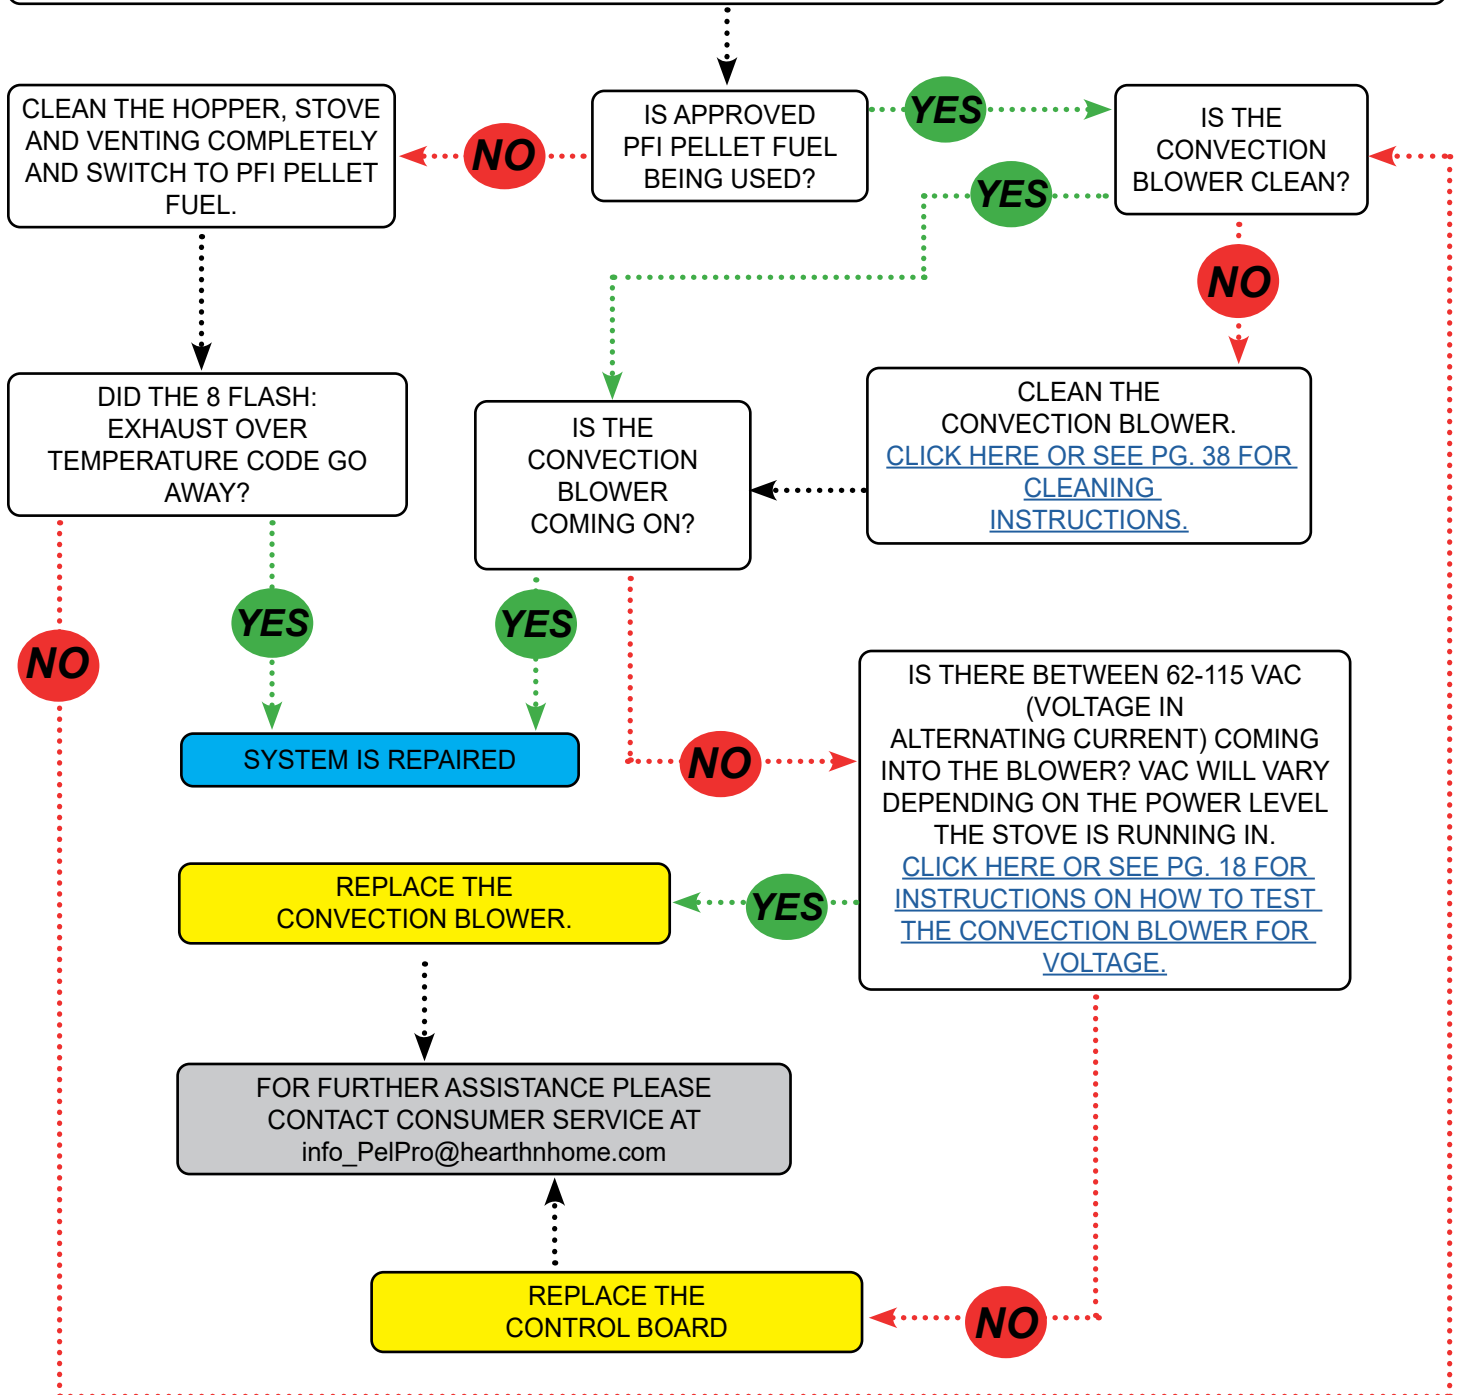 CLEAN THE HOPPER, STOVE
AND VENTING COMPLETELY
AND SWITCH TO PFI PELLET
FUEL.
NO
IS APPROVED
PFI PELLET FUEL
BEING USED?
YES
IS THE
CONVECTION
BLOWER CLEAN?
YES
NO
DID THE 8 FLASH:
EXHAUST OVER
TEMPERATURE CODE GO
AWAY?
IS THE
CONVECTION
BLOWER
COMING ON?
CLEAN THE
CONVECTION BLOWER.
CLICK HERE OR SEE PG. 38 FOR
CLEANING
INSTRUCTIONS.
NO
YES
YES
SYSTEM IS REPAIRED
NO
IS THERE BETWEEN 62-115 VAC
(VOLTAGE IN
ALTERNATING CURRENT) COMING
INTO THE BLOWER? VAC WILL VARY
DEPENDING ON THE POWER LEVEL
THE STOVE IS RUNNING IN.
CLICK HERE OR SEE PG. 18 FOR
INSTRUCTIONS ON HOW TO TEST
THE CONVECTION BLOWER FOR
VOLTAGE.
REPLACE THE
CONVECTION BLOWER.
YES
FOR FURTHER ASSISTANCE PLEASE
CONTACT CONSUMER SERVICE AT
info_PelPro@hearthnhome.com
REPLACE THE
CONTROL BOARD
NO